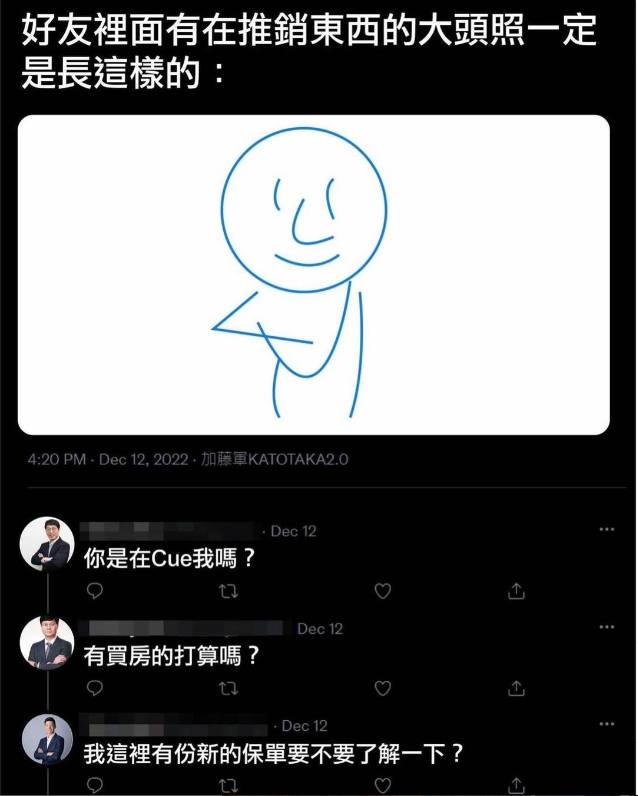 好友裡面有在推銷東西的大頭照一定
是長這樣的：
4:20 PM · Dec 12, 2022 · 加藤軍KATOTAKA2.0
· Dec 12
你是在Cue我嗎？
Dec 12
有買房的打算嗎？
· Dec 12
我這裡有份新的保單要不要了解一下？